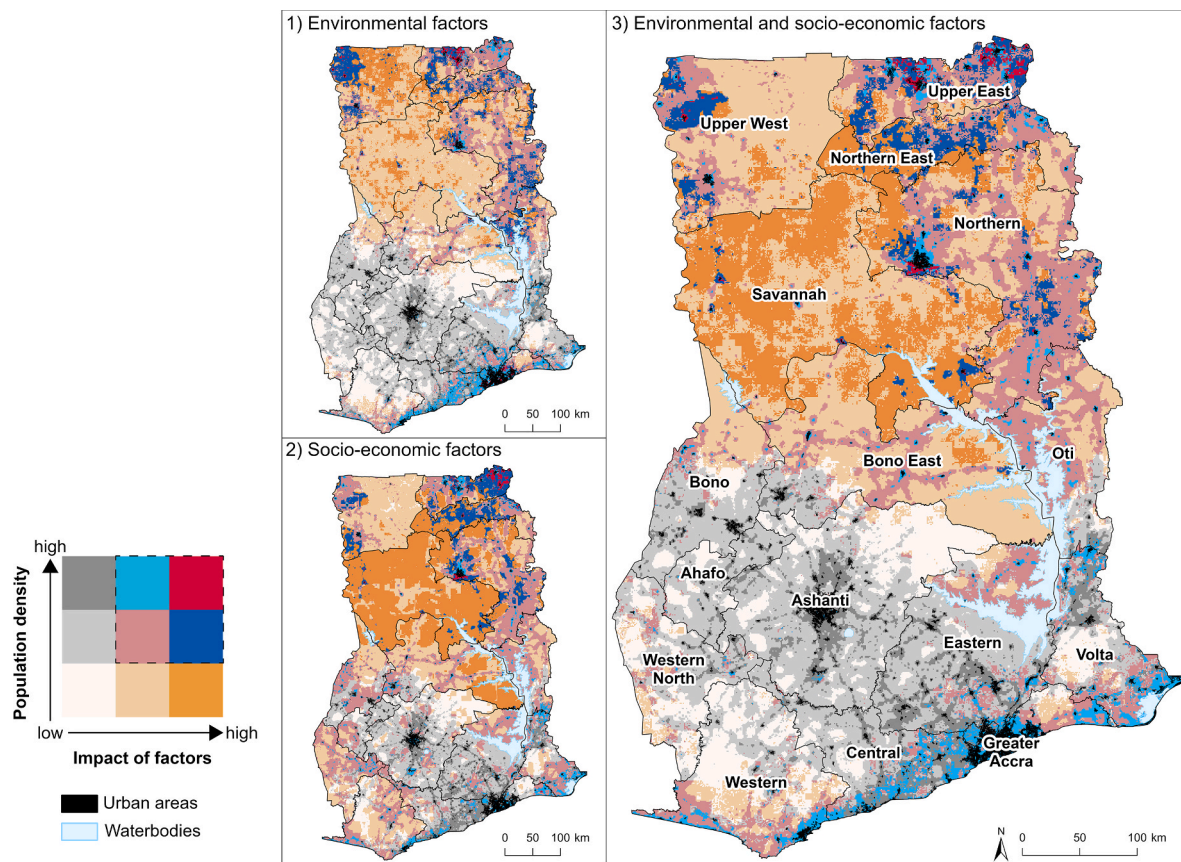 1) Environmental factors
0 50 100 km
2) Socio-economic factors
0 50 100 km
3) Environmental and socio-economic factors
Upper East
Upper West
Northern East
Northern
Savannah
Bono East
Oti
Bono
Ahafo
Ashanti
Eastern
Western
North
Volta
Central
Greater
Accra
Western
N
0 50 100 km
high
Population density
low
high
Impact of factors
Urban areas
Waterbodies